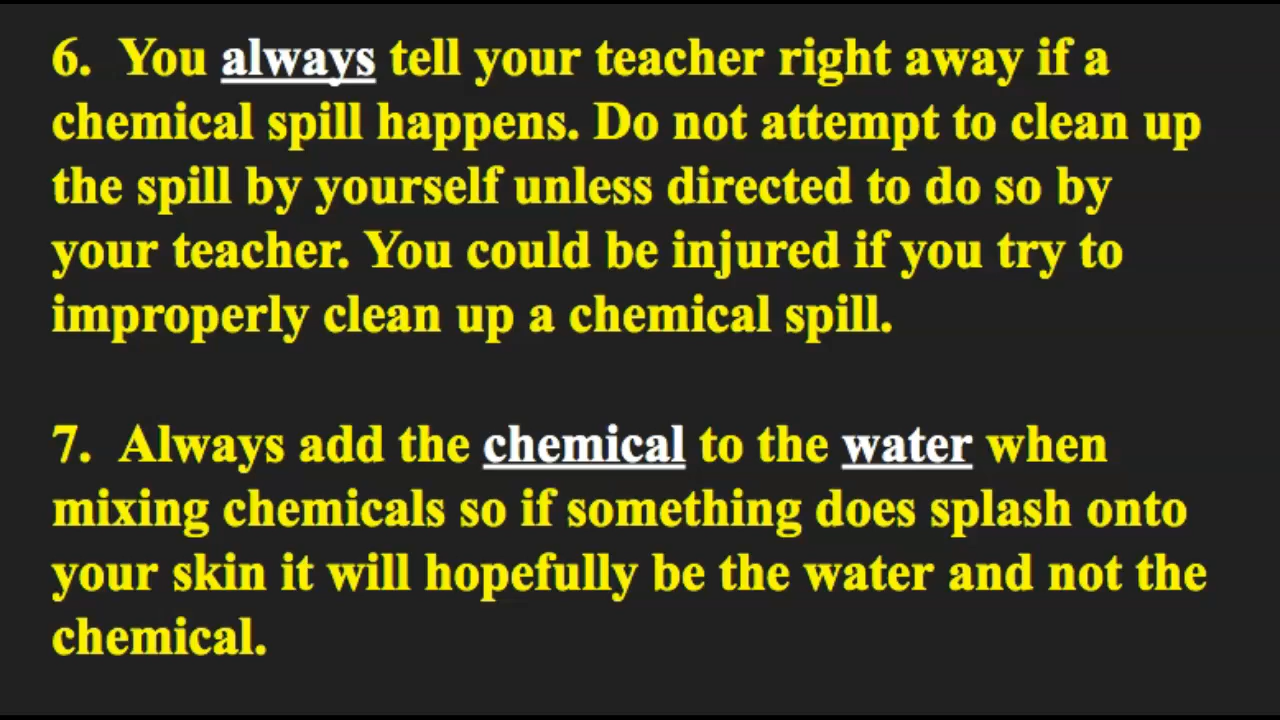 6. You always tell your teacher right away if a
chemical spill happens. Do not attempt to clean up
the spill by yourself unless directed to do so by
your teacher. You could be injured if you try to
improperly clean up a chemical spill.
7. Always add the chemical to the water when
mixing chemicals so if something does splash onto
your skin it will hopefully be the water and not the
chemical.